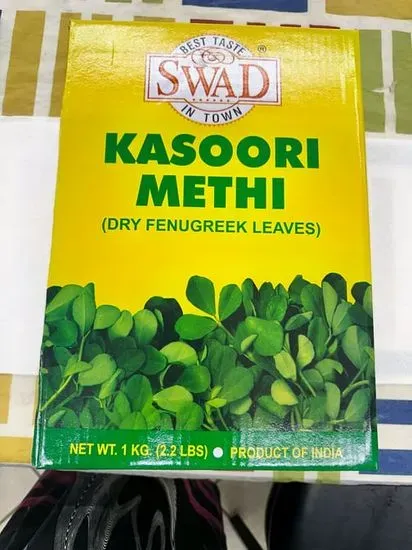 BEST TASTE
SWAD®
IN TOWN
KASOORI
METHI
(DRY FENUGREEK LEAVES)
NET WT. 1 KG. (2.2 LBS) ● PRODUCT OF INDIA